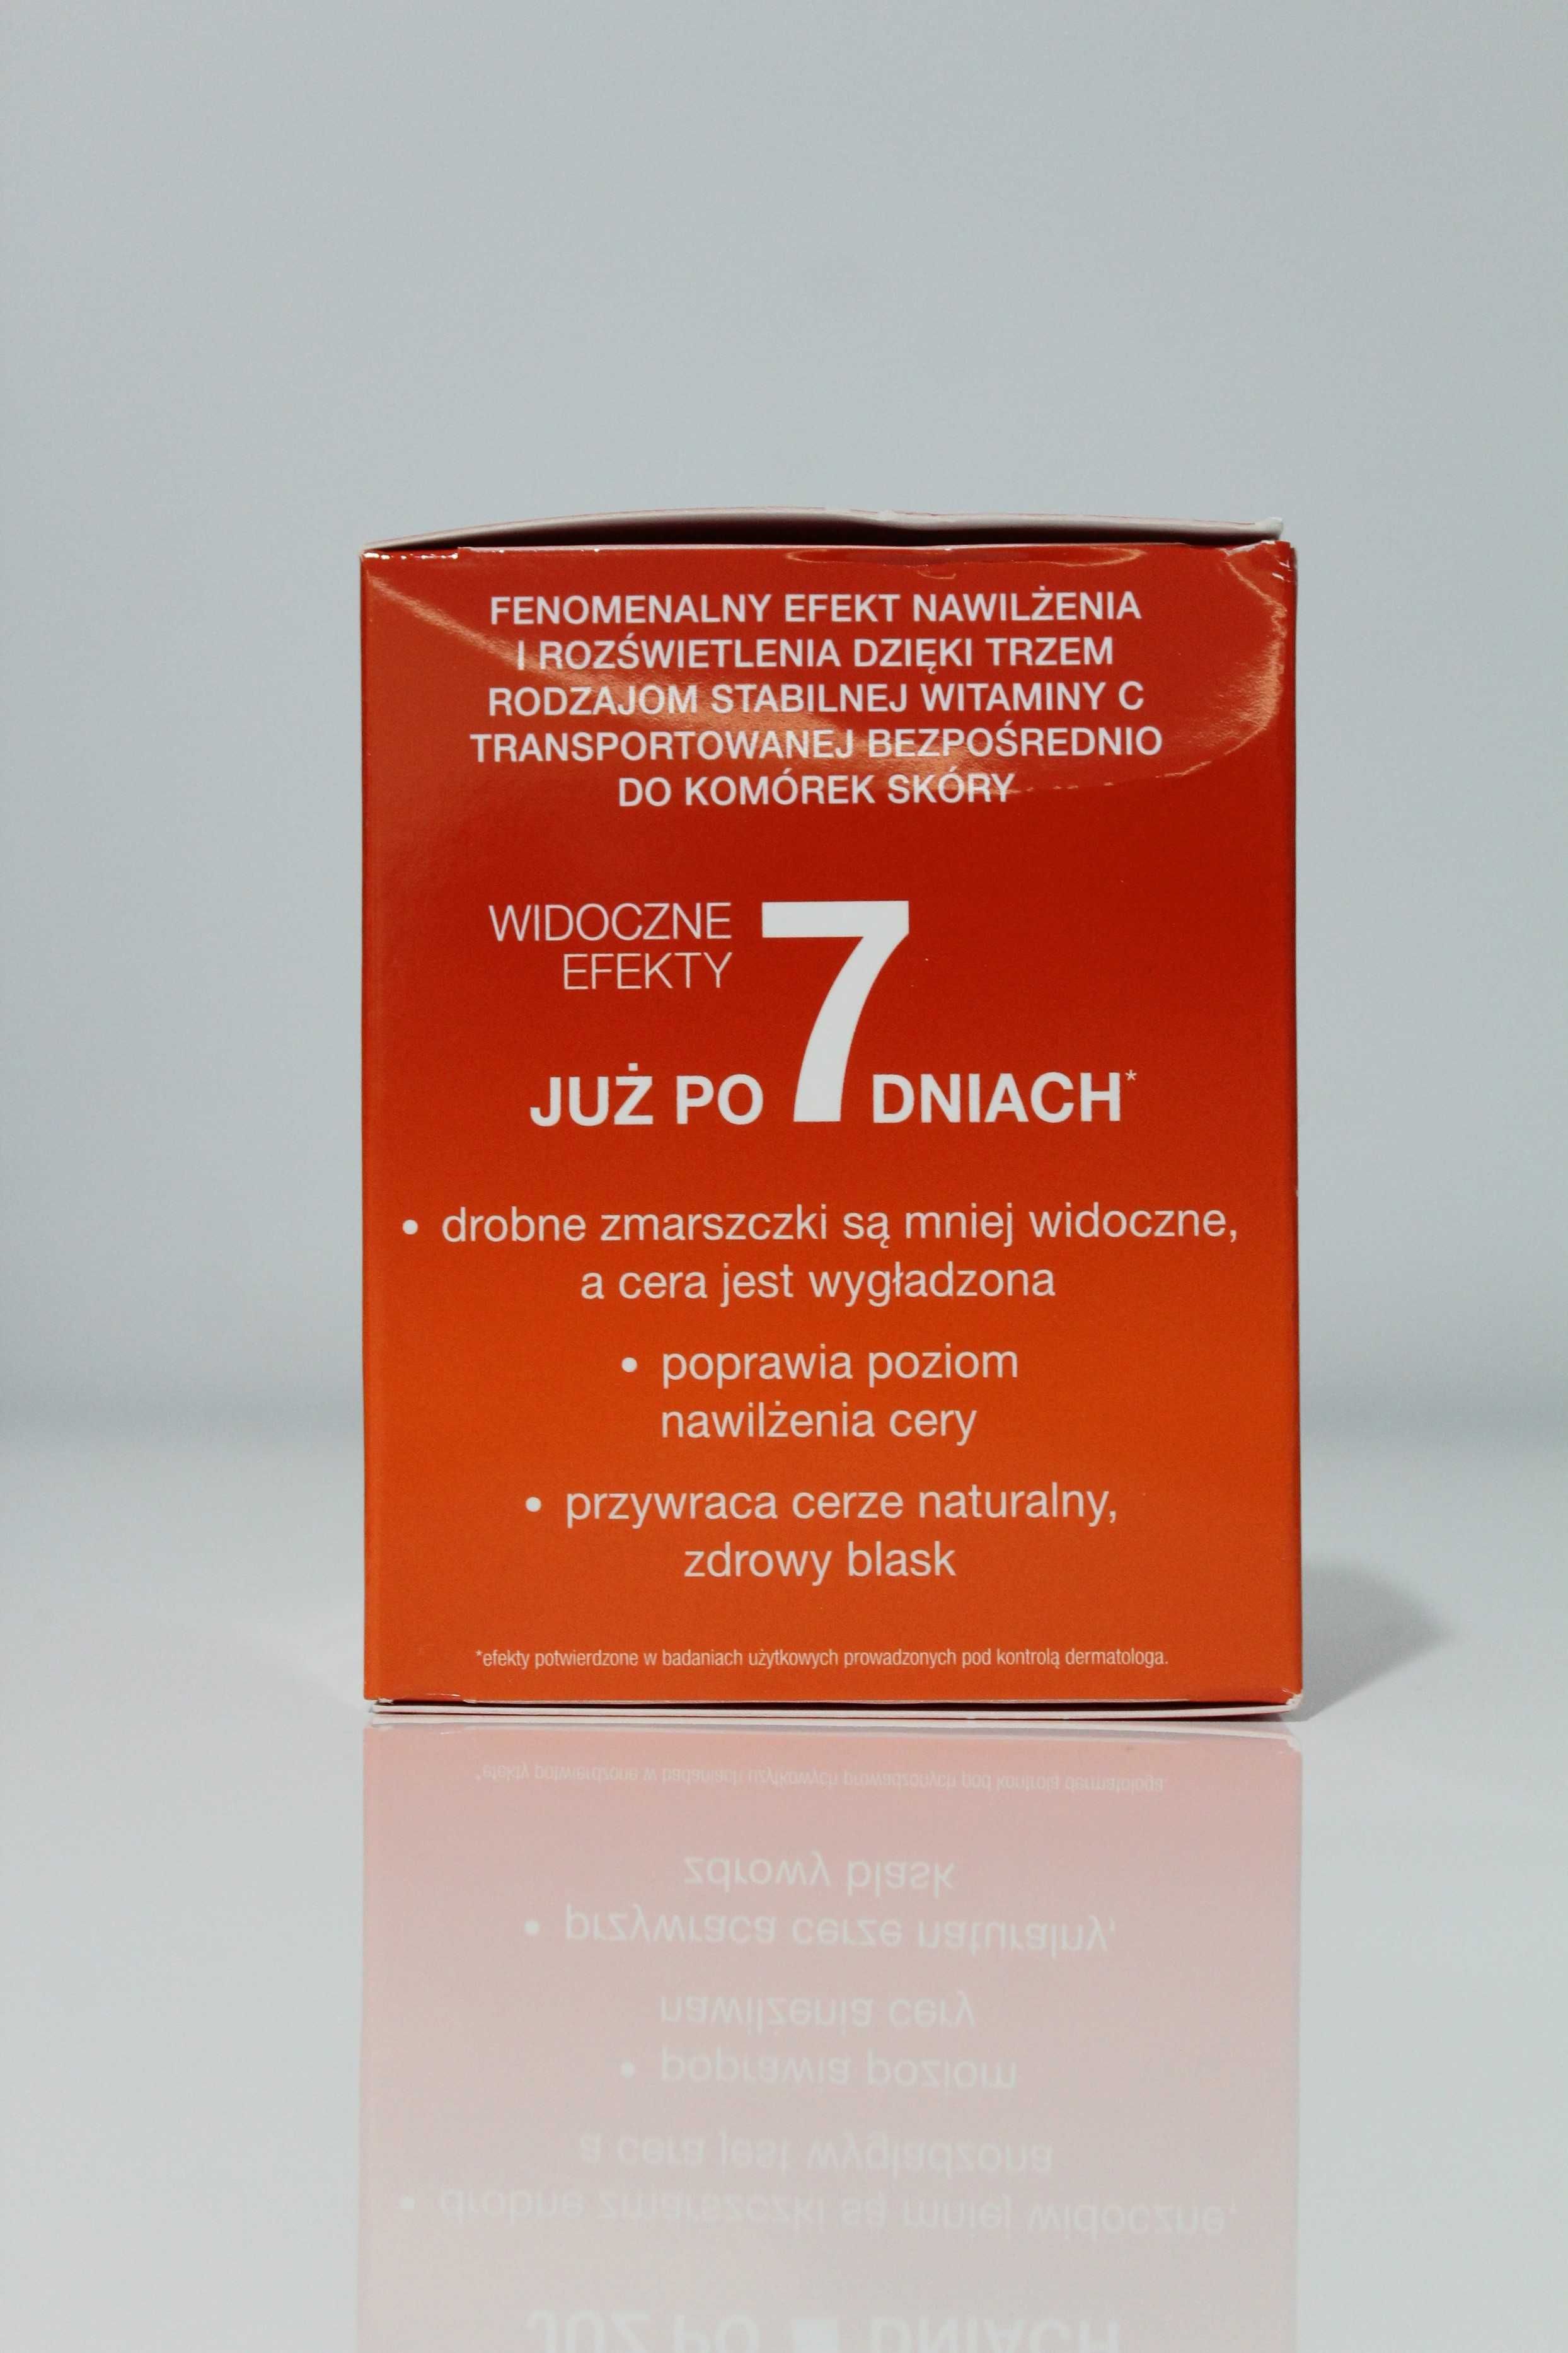 FENOMENALNY EFEKT NAWILŻENIA
I ROZŚWIETLENIA DZIĘKI TRZEM
RODZAJOM STABILNEJ WITAMINY C
TRANSPORTOWANEJ BEZPOŚREDNIO
DO KOMÓREK SKÓRY
WIDOCZNE
EFEKTY
JUŻ PO 7 DNIACH*
• drobne zmarszczki są mniej widoczne,
a cera jest wygładzona
• poprawia poziom
nawilżenia cery
• przywraca cerze naturalny,
zdrowy blask
*efekty potwierdzone w badaniach użytkowych prowadzonych pod kontrolą dermatologa.